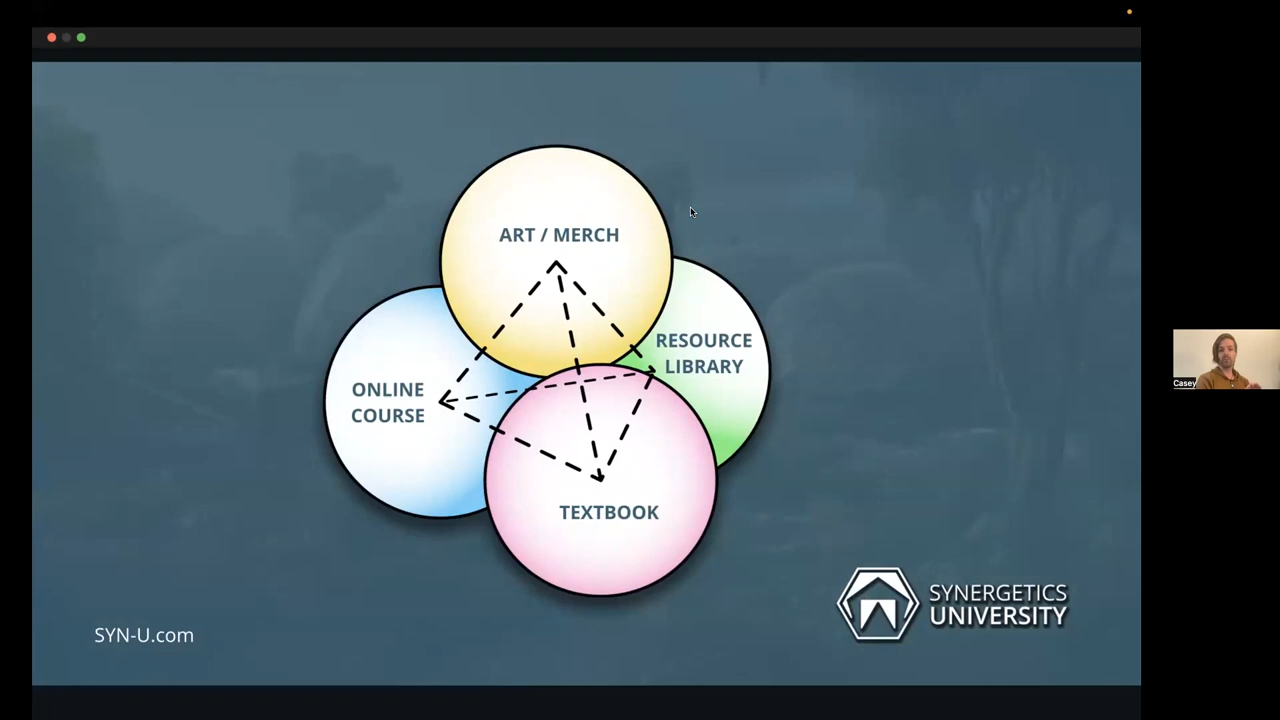 ART / MERCH
RESOURCE
LIBRARY
ONLINE
COURSE
TEXTBOOK
Casey
SYNERGETICS
UNIVERSITY
SYN-U.com